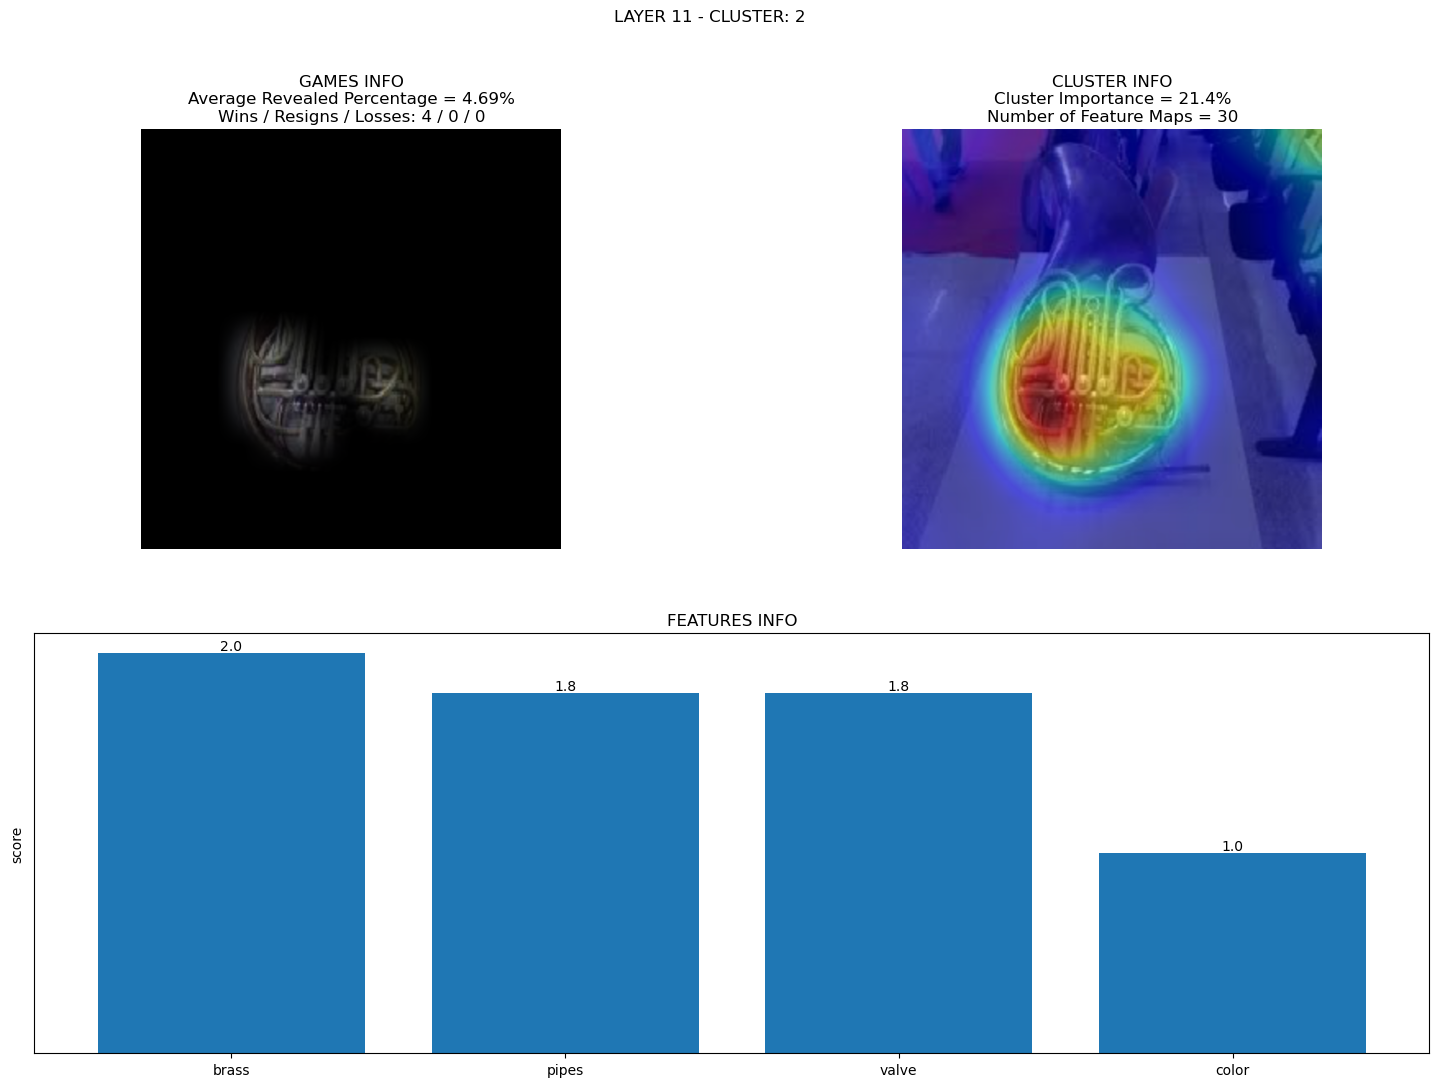 LAYER 11 - CLUSTER: 2
GAMES INFO
Average Revealed Percentage = 4.69%
Wins / Resigns / Losses: 4 / 0 / 0
CLUSTER INFO
Cluster Importance = 21.4%
Number of Feature Maps = 30
FEATURES INFO
score
2.0
1.8
1.8
1.0
brass
pipes
valve
color